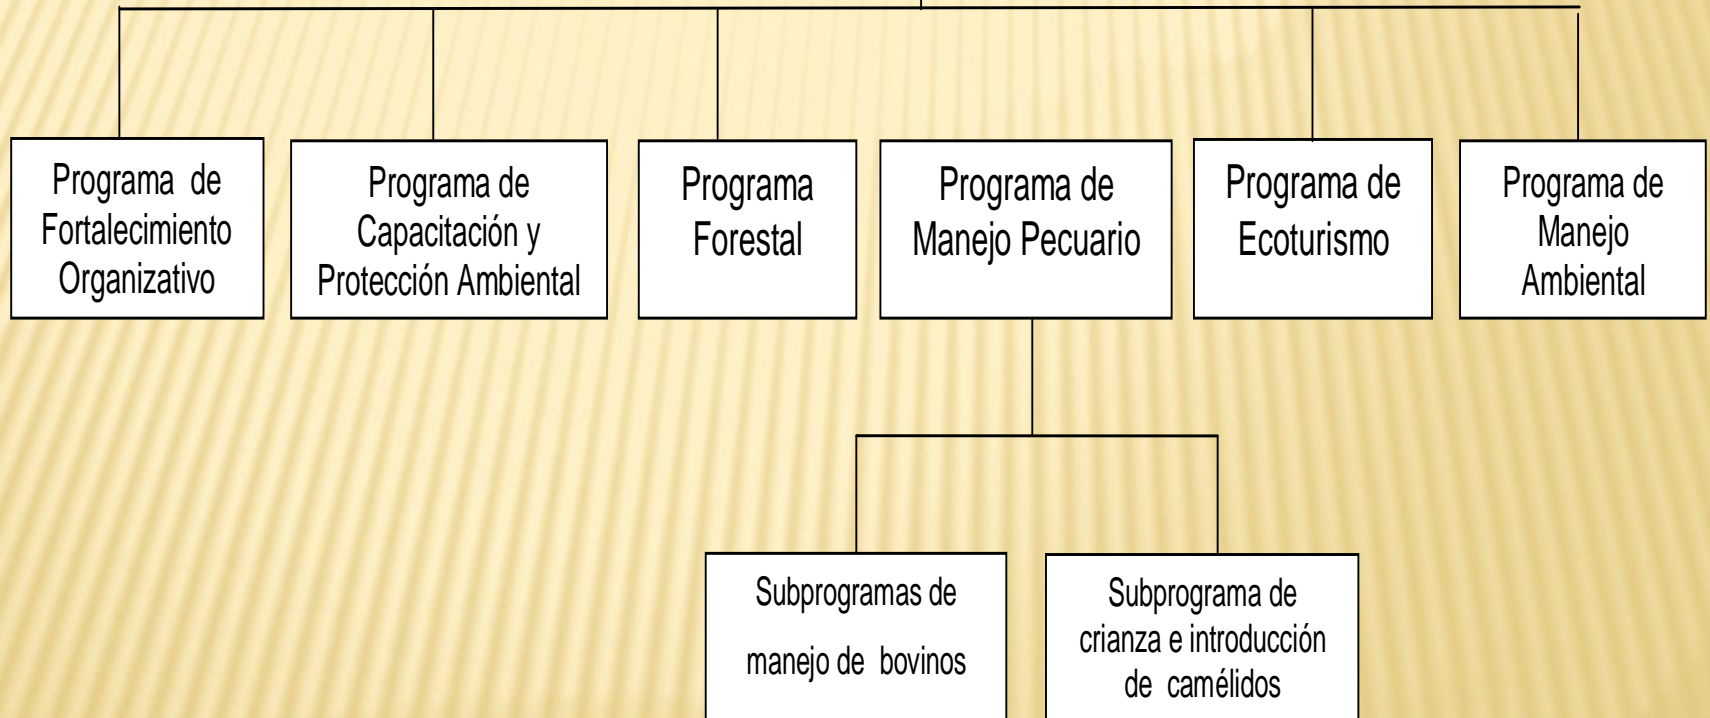 Programa de
Fortalecimiento
Organizativo
Programa de
Capacitación y
Protección Ambiental
Programa
Forestal
Programa de
Manejo Pecuario
Programa de
Ecoturismo
Programa de
Manejo
Ambiental
Subprogramas de
manejo de bovinos
Subprograma de
crianza e introducción
de camélidos